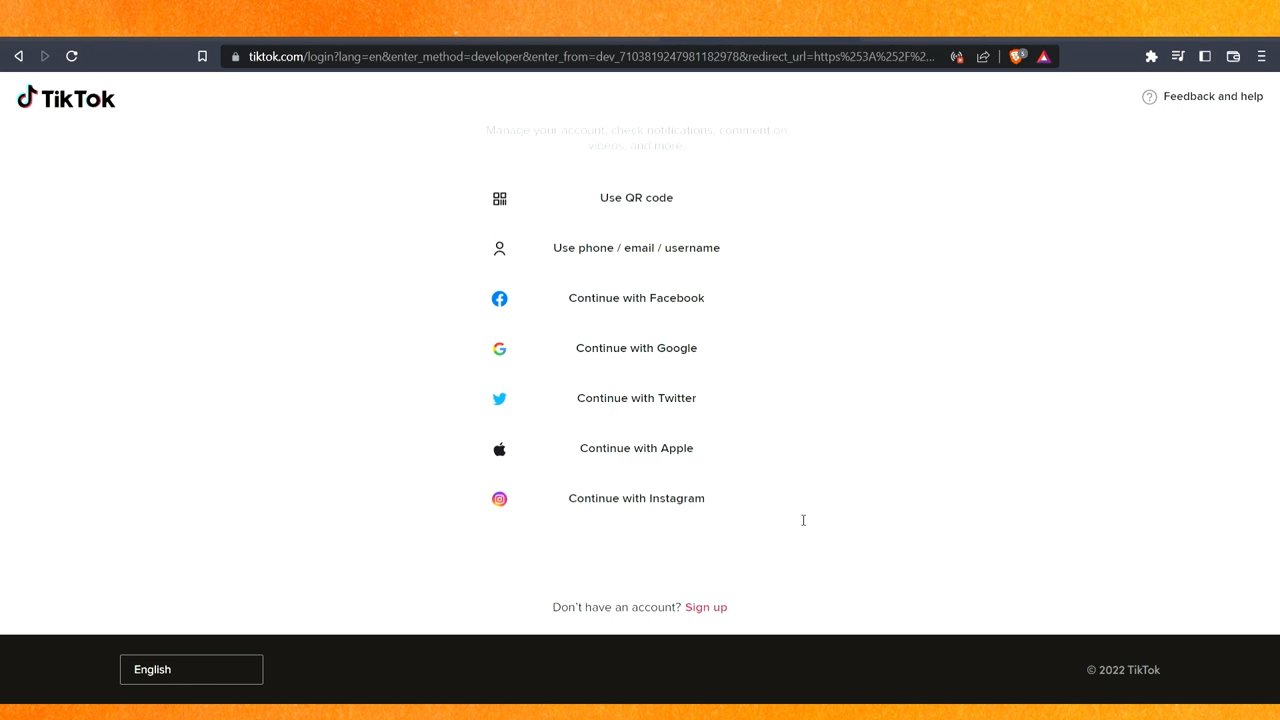 tiktok.com/login?lang=en&enter_method=developer&enter_from=dev_7103819247981182978&redirect_url=https%253A%252F%2...
TikTok
Feedback and help
Manage your account, check notifications, comment on
videos, and more.
Use QR code
Use phone / email / username
Continue with Facebook
Continue with Google
Continue with Twitter
Continue with Apple
Continue with Instagram
Don't have an account? Sign up
English
© 2022 TikTok